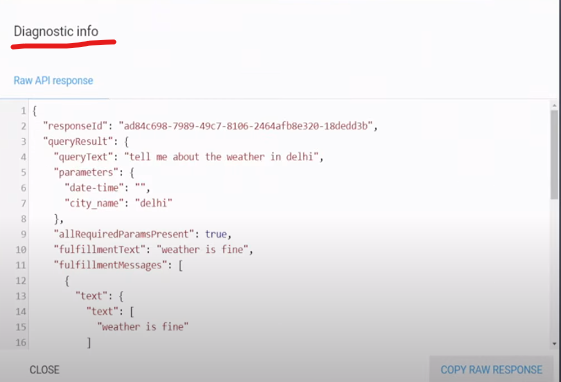 Diagnostic info
Raw API response
1 {
2 "responseId": "ad84c698-7989-49c7-8106-2464afb8e320-18dedd3b",
3 "queryResult": {
4 "queryText": "tell me about the weather in delhi",
5 "parameters": {
6 "date-time": "",
7 "city_name": "delhi"
8 },
9 "allRequiredParamsPresent": true,
10 "fulfillmentText": "weather is fine",
11 "fulfillmentMessages": [
12 {
13 "text": {
14 "text": [
15 "weather is fine"
16 ]
CLOSE COPY RAW RESPONSE